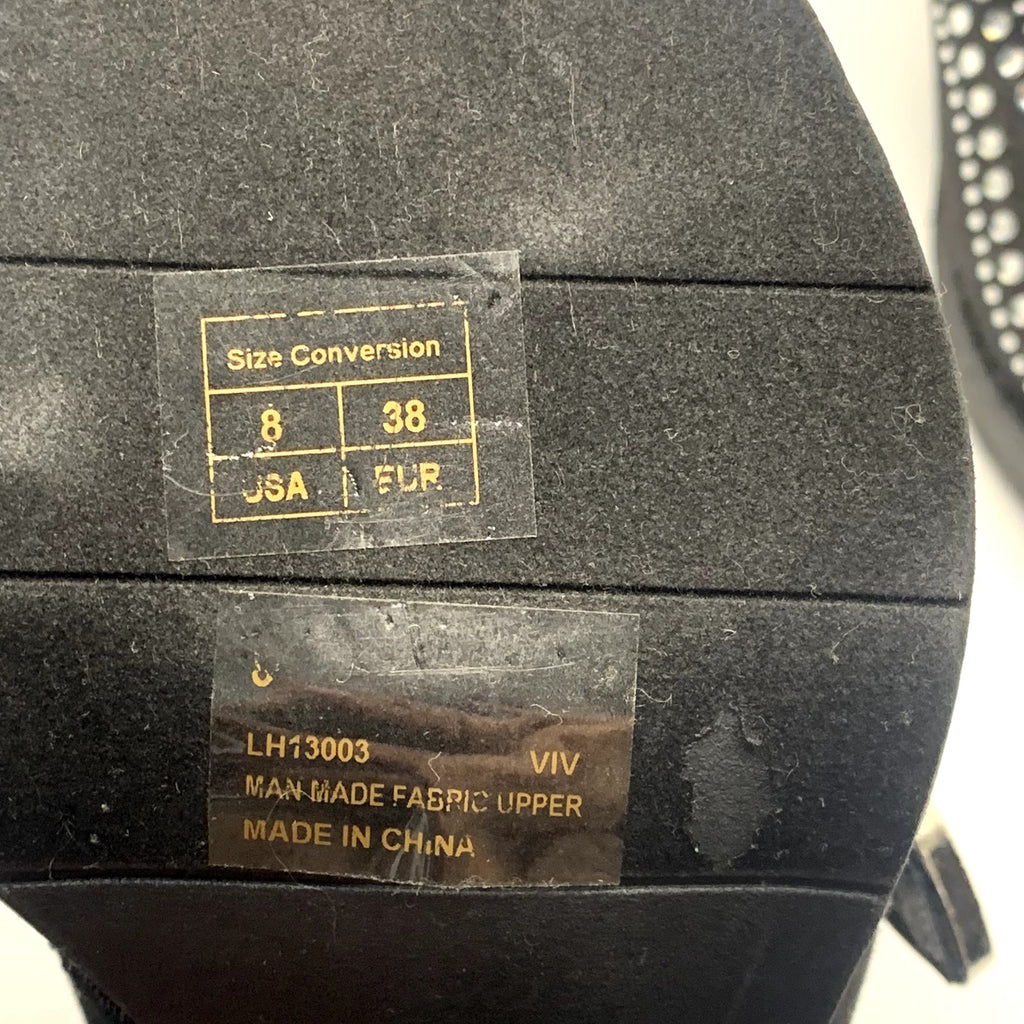 Size Conversion
8 38
USA EUR
LH13003 VIV
MAN MADE FABRIC UPPER
MADE IN CHINA